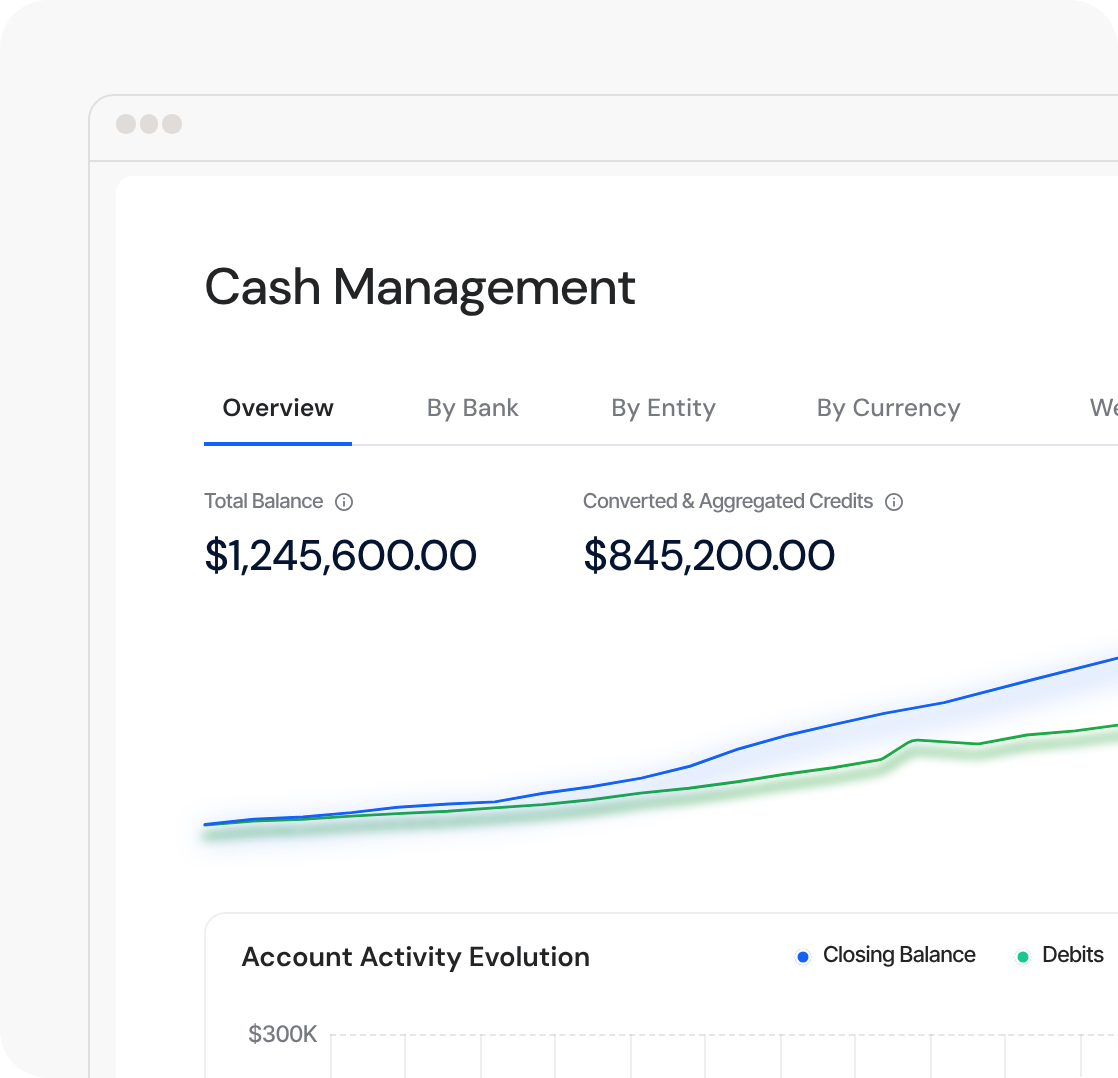 Cash Management
Overview By Bank By Entity By Currency
Total Balance Converted & Aggregated Credits
$1,245,600.00 $845,200.00
Account Activity Evolution Closing Balance Debits
$300K